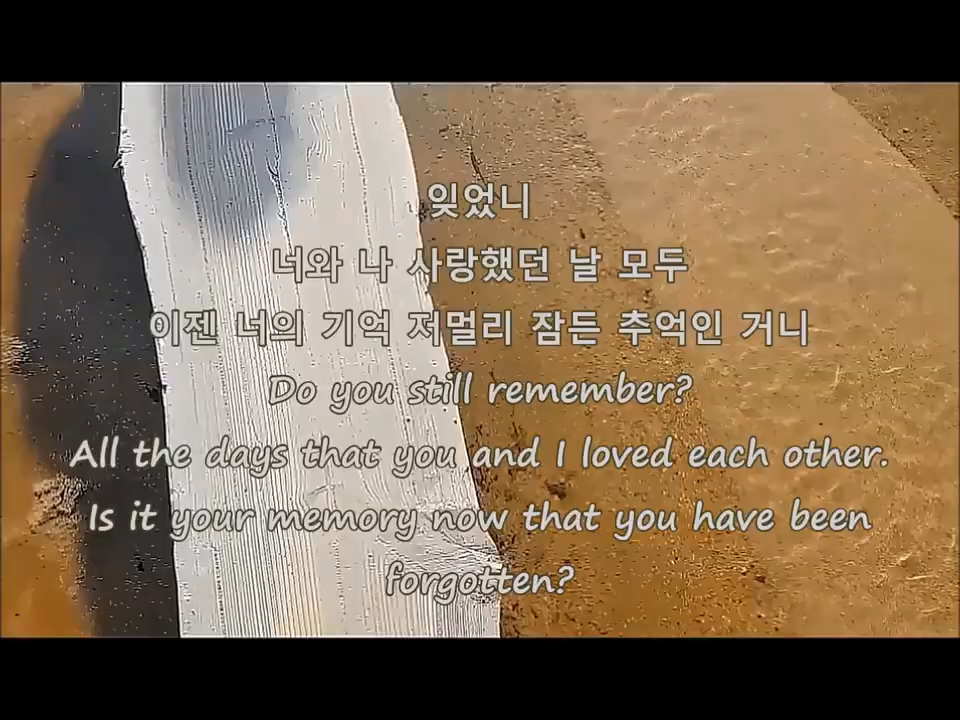 잊었니
너와 나 사랑했던 날 모두
이젠 너의 기억 저멀리 잠든 추억인 거니
Do you still remember?
All the days that you and I loved each other.
Is it your memory now that you have been
forgotten?